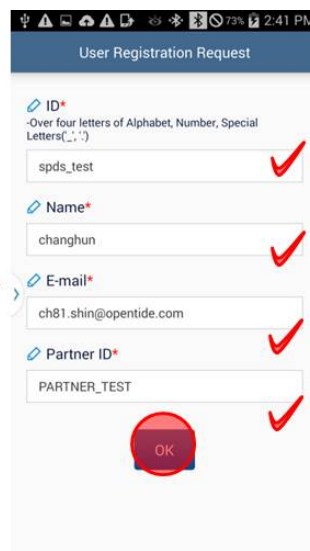 73% 2:41 PM
User Registration Request
ID*
-Over four letters of Alphabet, Number, Special
Letters('_', '.')
spds_test
Name*
changhun
E-mail*
ch81.shin@opentide.com
Partner ID*
PARTNER_TEST
OK